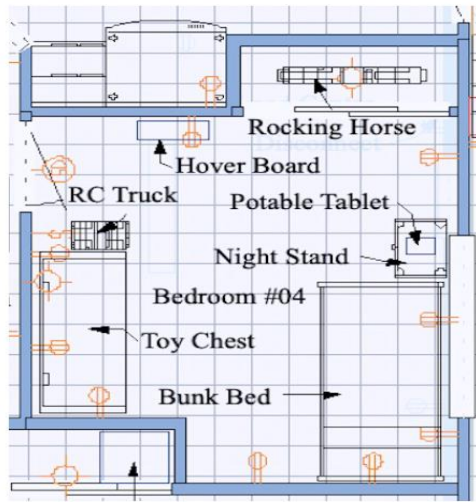 Rocking Horse
Hover Board
RC Truck
Potable Tablet
Night Stand
Bedroom #04
Toy Chest
Bunk Bed